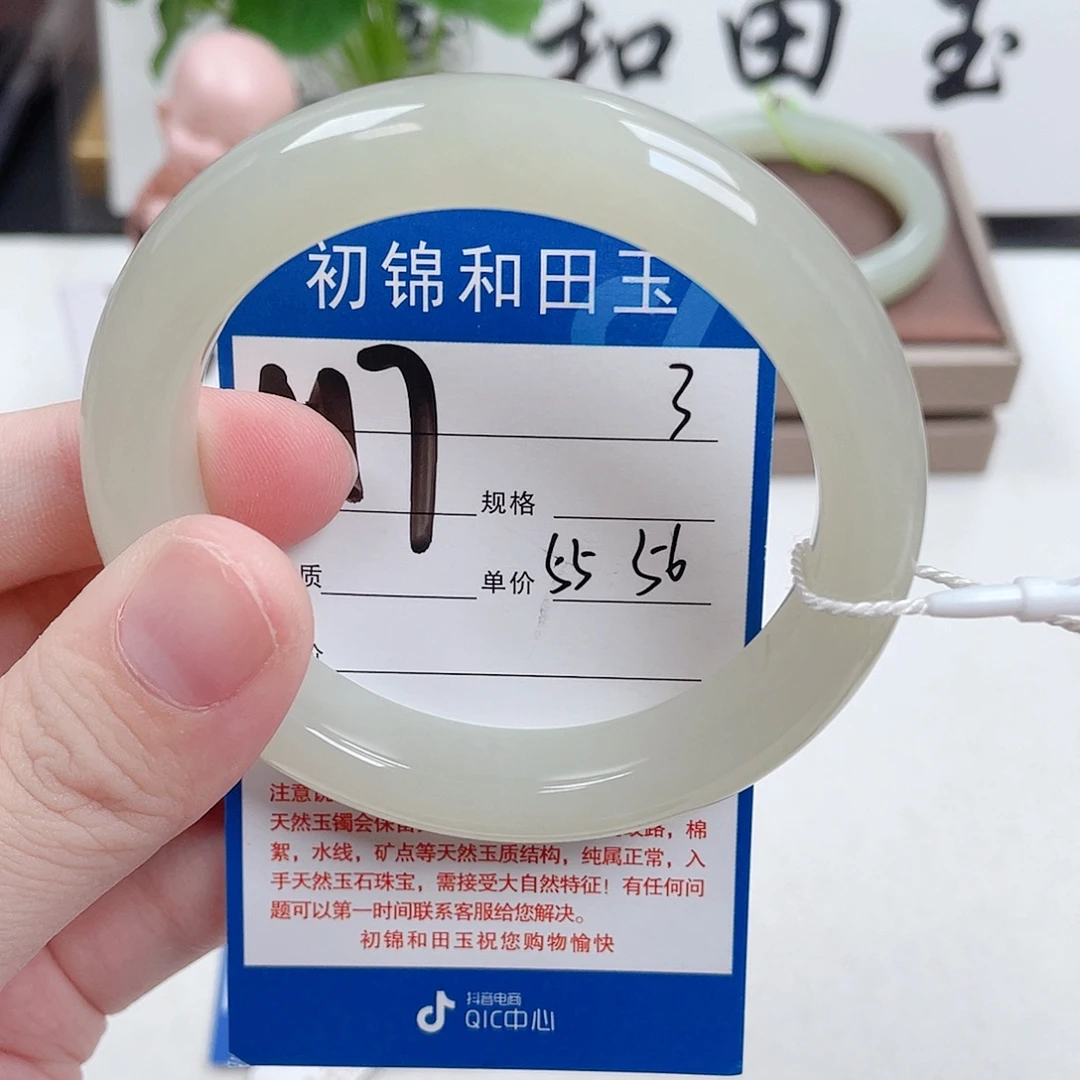 和田玉
初锦和田玉
M7
3
规格
质
单价 55 56
注意
天然玉镯会保留
路，棉
絮，水线，矿点等天然玉质结构，纯属正常，入
手天然玉石珠宝，需接受大自然特征！有任何问
题可以第一时间联系客服给您解决。
初锦和田玉祝您购物愉快
抖音电商
QIC中心